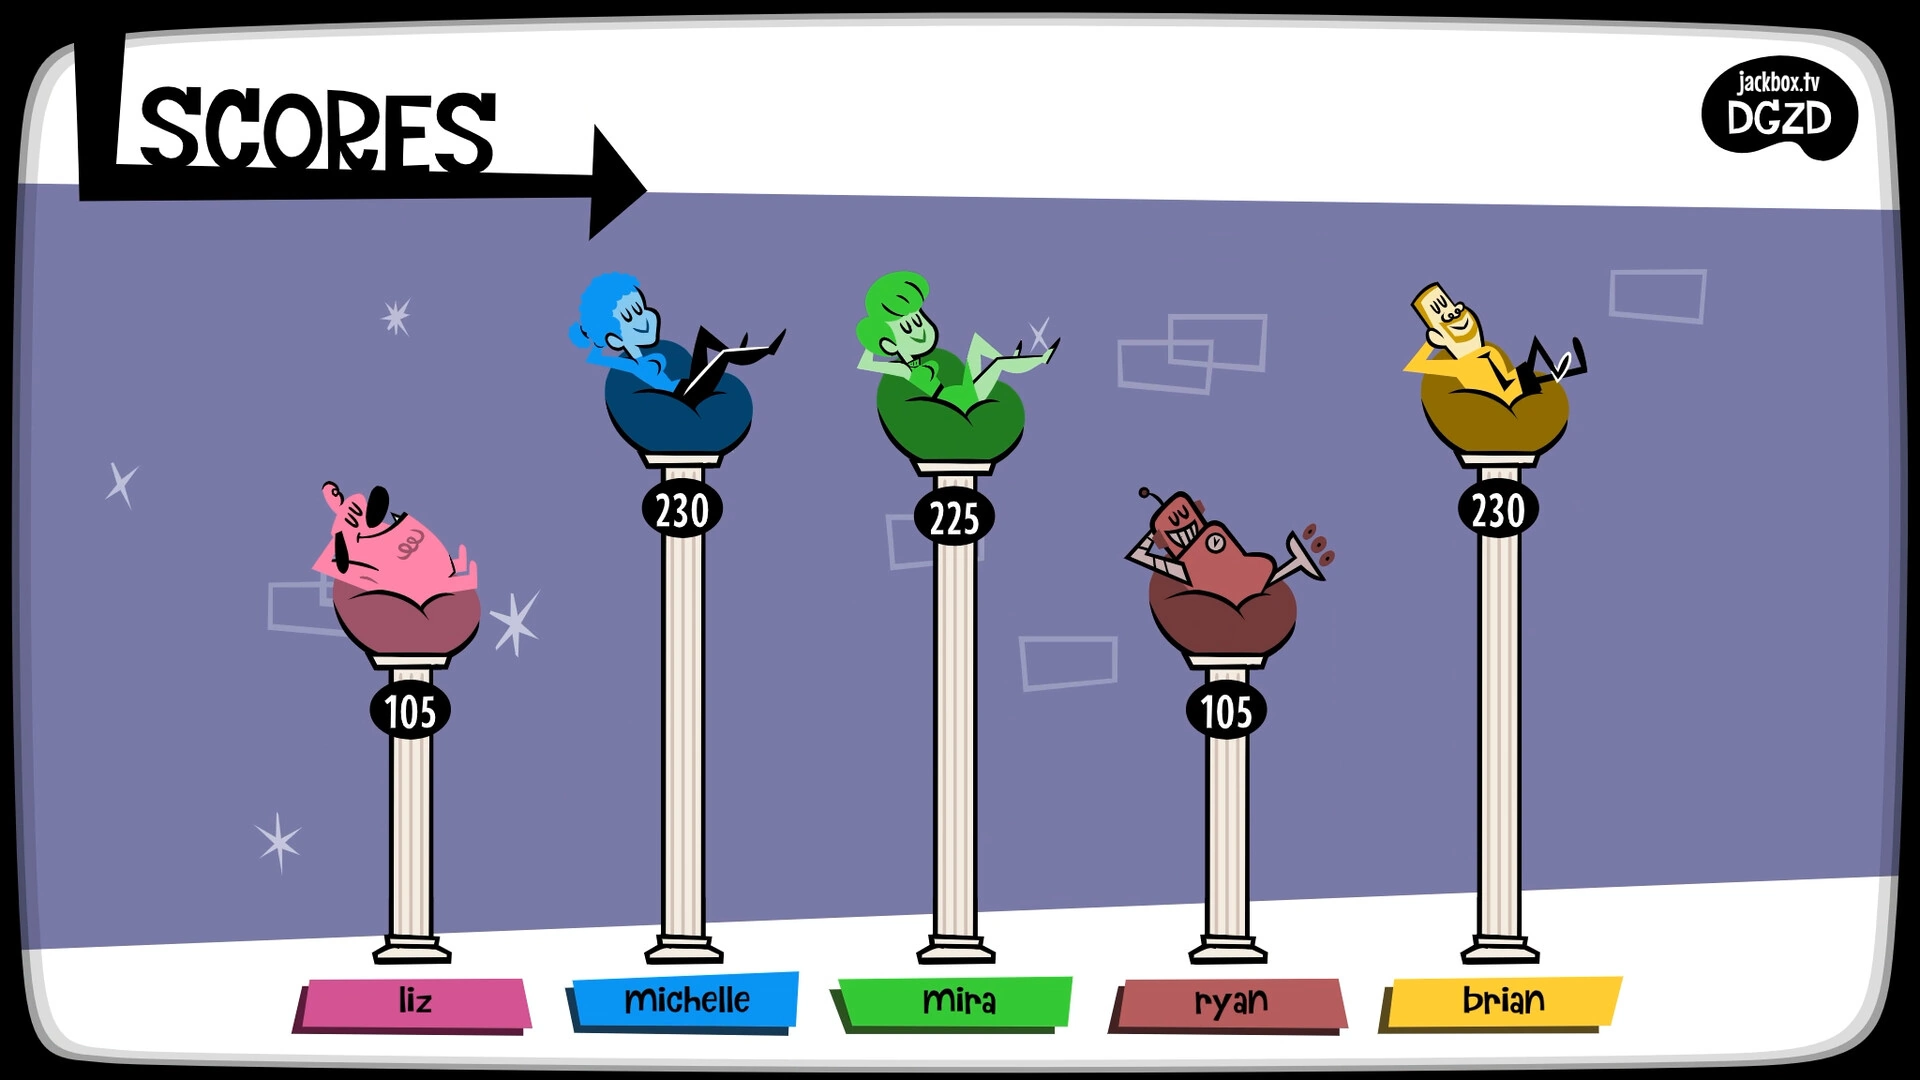 SCORES
jackbox.tv
DGZD
230
225
230
105
105
liz
michelle
mira
ryan
brian